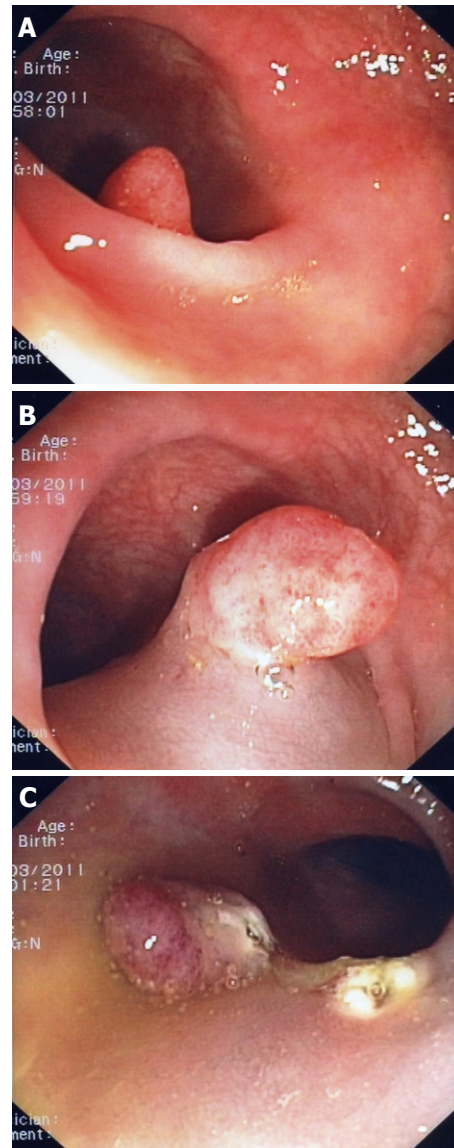 A
Age:
. Birth:
03/2011
58:01
G:N
ician:
ment:
B
Age:
. Birth:
03/2011
59:19
G:N
ician:
ment:
C
Age:
Birth:
03/2011
01:21
G:N
ician:
ment: